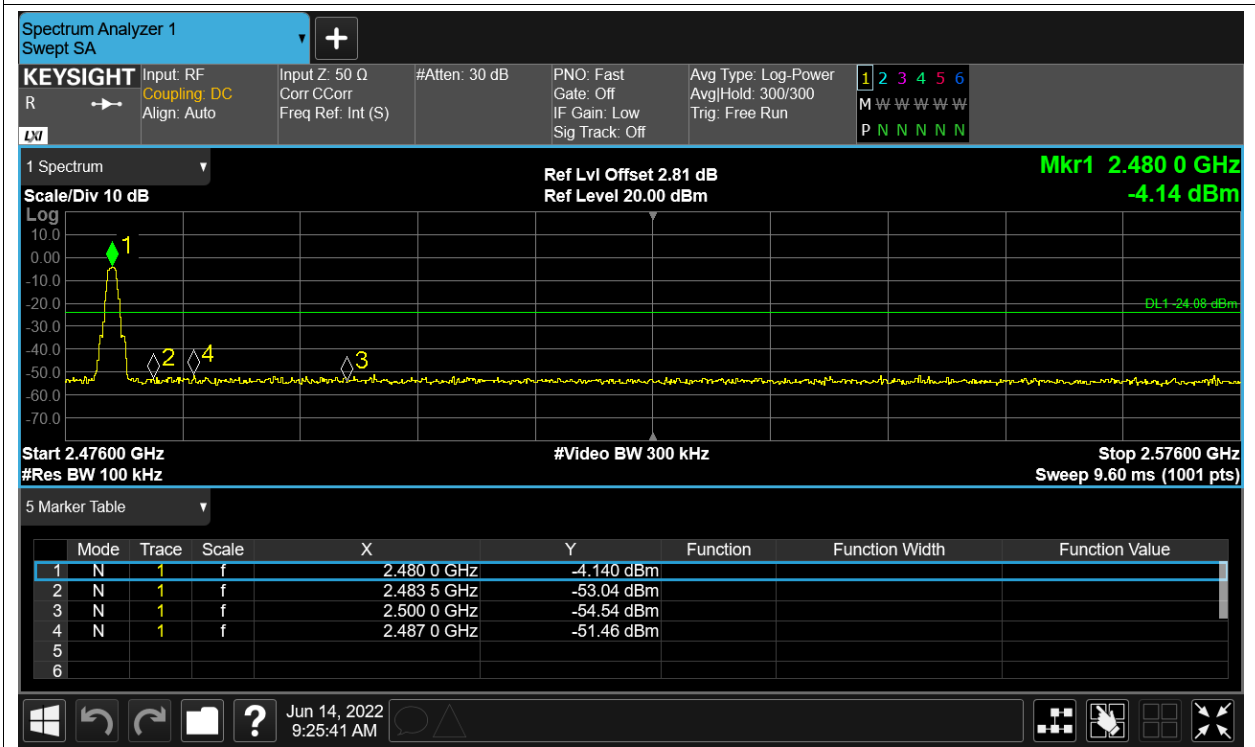 Spectrum Analyzer 1
Swept SA
KEYSIGHT Input: RF Input Z: 50 Ω #Atten: 30 dB PNO: Fast Avg Type: Log-Power 1 2 3 4 5 6
R Coupling: DC Corr CCorr Gate: Off Avg|Hold: 300/300 M W W W W W
Align: Auto Freq Ref: Int (S) IF Gain: Low Trig: Free Run
LXI Sig Track: Off P N N N N N
1 Spectrum Ref Lvl Offset 2.81 dB Mkr1 2.480 0 GHz
Scale/Div 10 dB Ref Level 20.00 dBm -4.14 dBm
Log
10.0
1
0.00
-10.0
-20.0 DL1 -24.08 dBm
-30.0
-40.0
2 4 3
-50.0
-60.0
-70.0
Start 2.47600 GHz #Video BW 300 kHz Stop 2.57600 GHz
#Res BW 100 kHz Sweep 9.60 ms (1001 pts)
5 Marker Table
Mode Trace Scale X Y Function Function Width Function Value
1 N 1 f 2.480 0 GHz -4.140 dBm
2 N 1 f 2.483 5 GHz -53.04 dBm
3 N 1 f 2.500 0 GHz -54.54 dBm
4 N 1 f 2.487 0 GHz -51.46 dBm
5
6
? Jun 14, 2022
9:25:41 AM